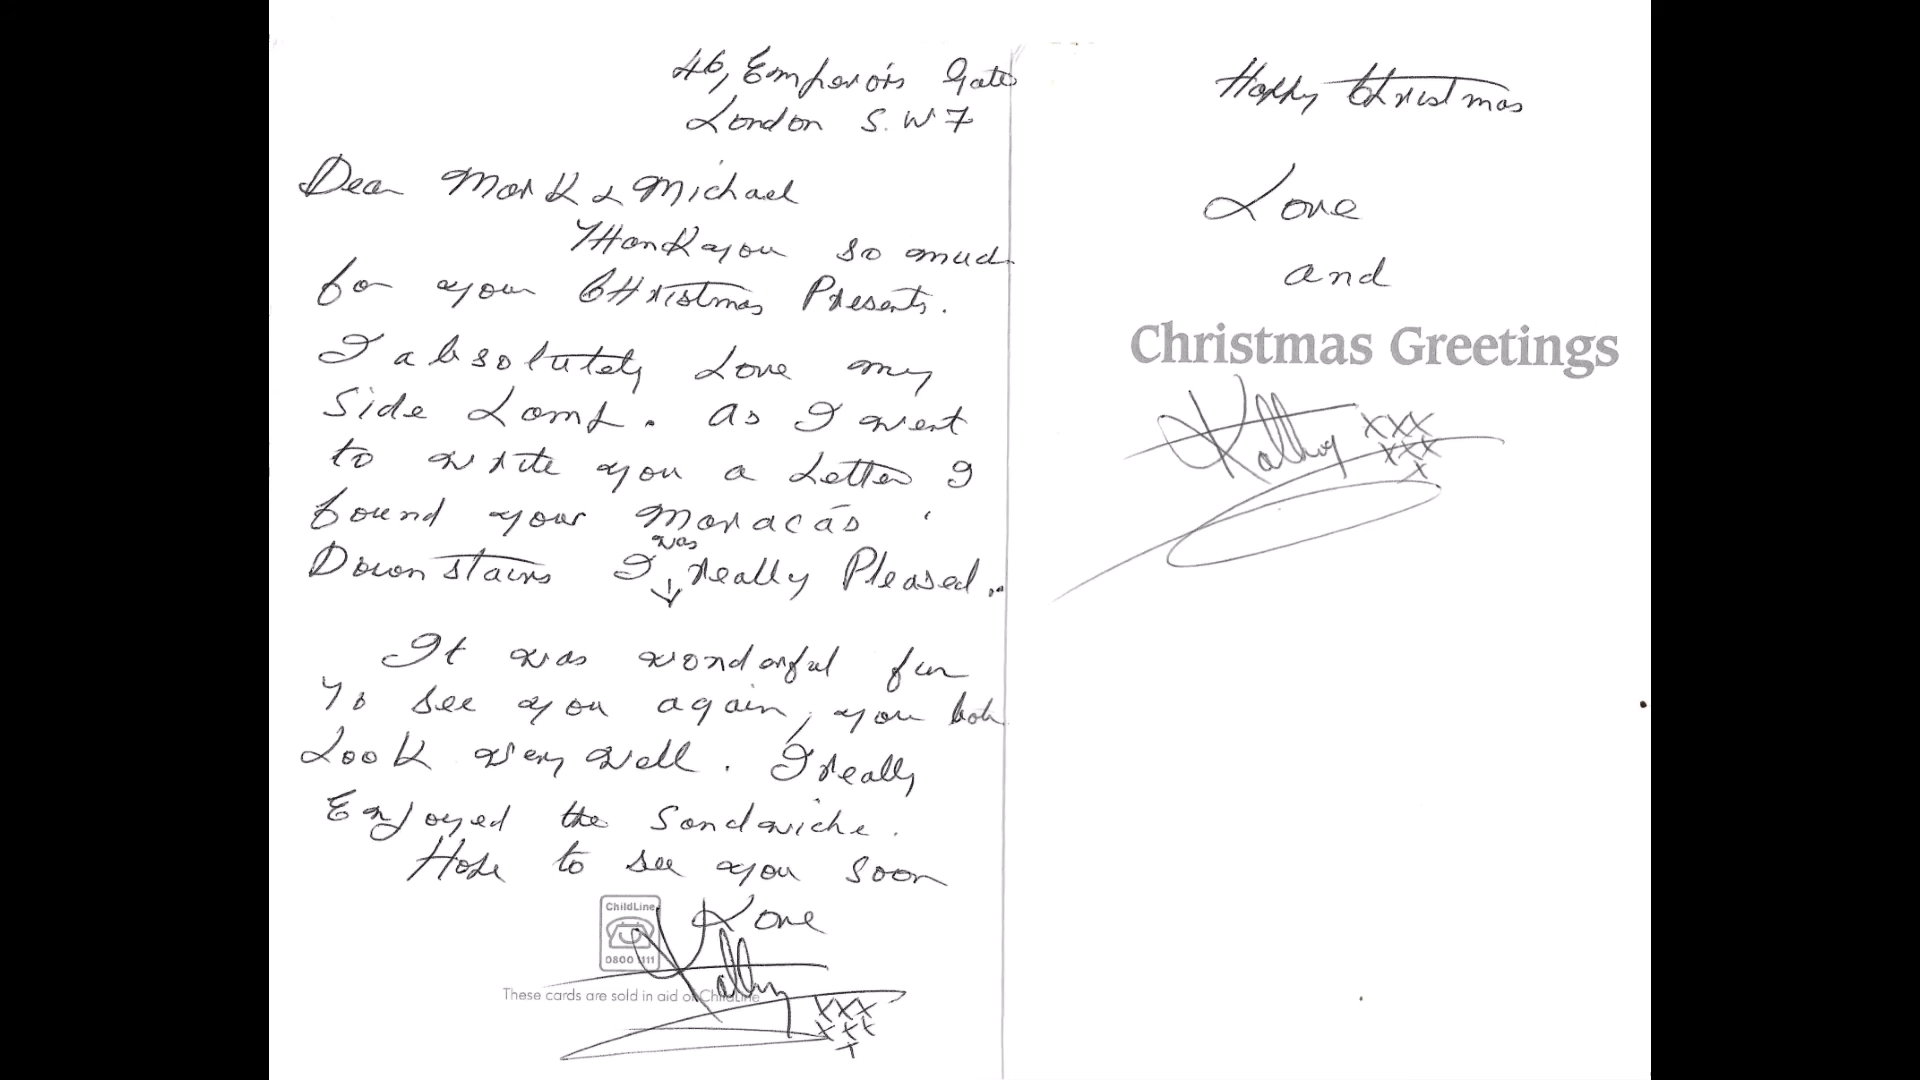 46, Emperor's Gate
London S.W7
Dear Mark & Michael
Thank you so much
for your Christmas Presents.
I absolutely Love my
Side Lamp. As I went
to write you a Letter I
found your Maracás
Downstairs I was really Pleased..
It was wonderful fun
To see you again, you both
Look very well. I really
Enjoyed the Sandwiche.
Hope to see you soon
Love
Kathy
xxx
xxx
x
ChildLine
0800 1111
These cards are sold in aid of ChildLine
Happy Christmas
Love
and
Christmas Greetings
Kathy xxx
xxx
x